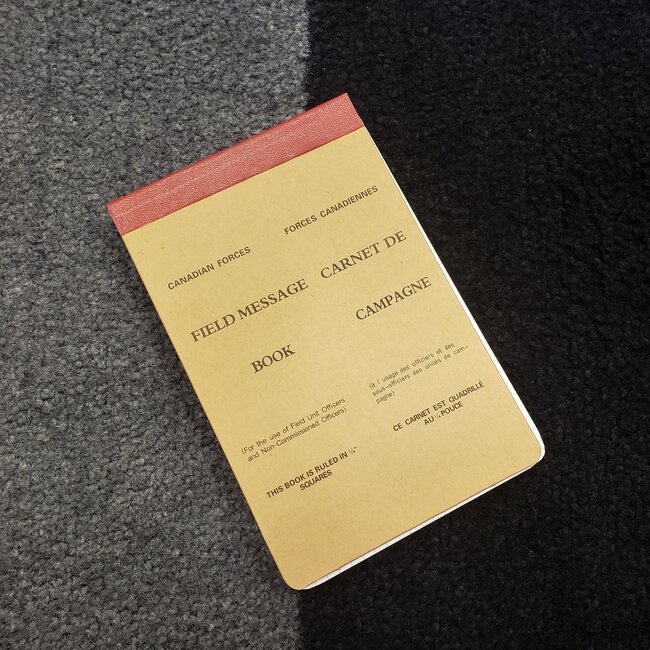 CANADIAN FORCES
FIELD MESSAGE
BOOK
(For the use of Field Unit Officers
and Non-Commissioned Officers)
THIS BOOK IS RULED IN ¼"
SQUARES
FORCES CANADIENNES
CARNET DE
CAMPAGNE
(à l'usage des officiers et des
sous-officiers des unités de cam-
pagne)
CE CARNET EST QUADRILLÉ
AU ¼ POUCE